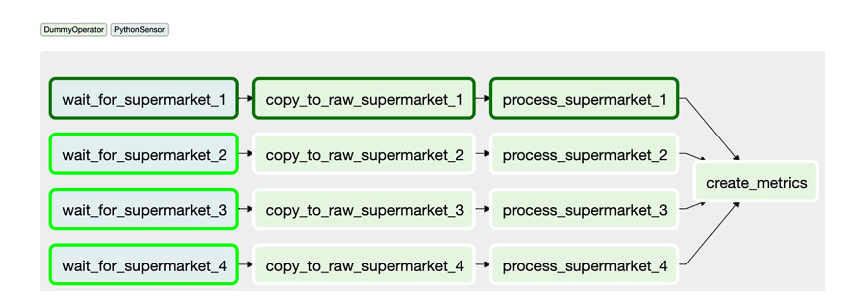 DummyOperator PythonSensor
wait_for_supermarket_1 copy_to_raw_supermarket_1 process_supermarket_1
wait_for_supermarket_2 copy_to_raw_supermarket_2 process_supermarket_2
create_metrics
wait_for_supermarket_3 copy_to_raw_supermarket_3 process_supermarket_3
wait_for_supermarket_4 copy_to_raw_supermarket_4 process_supermarket_4